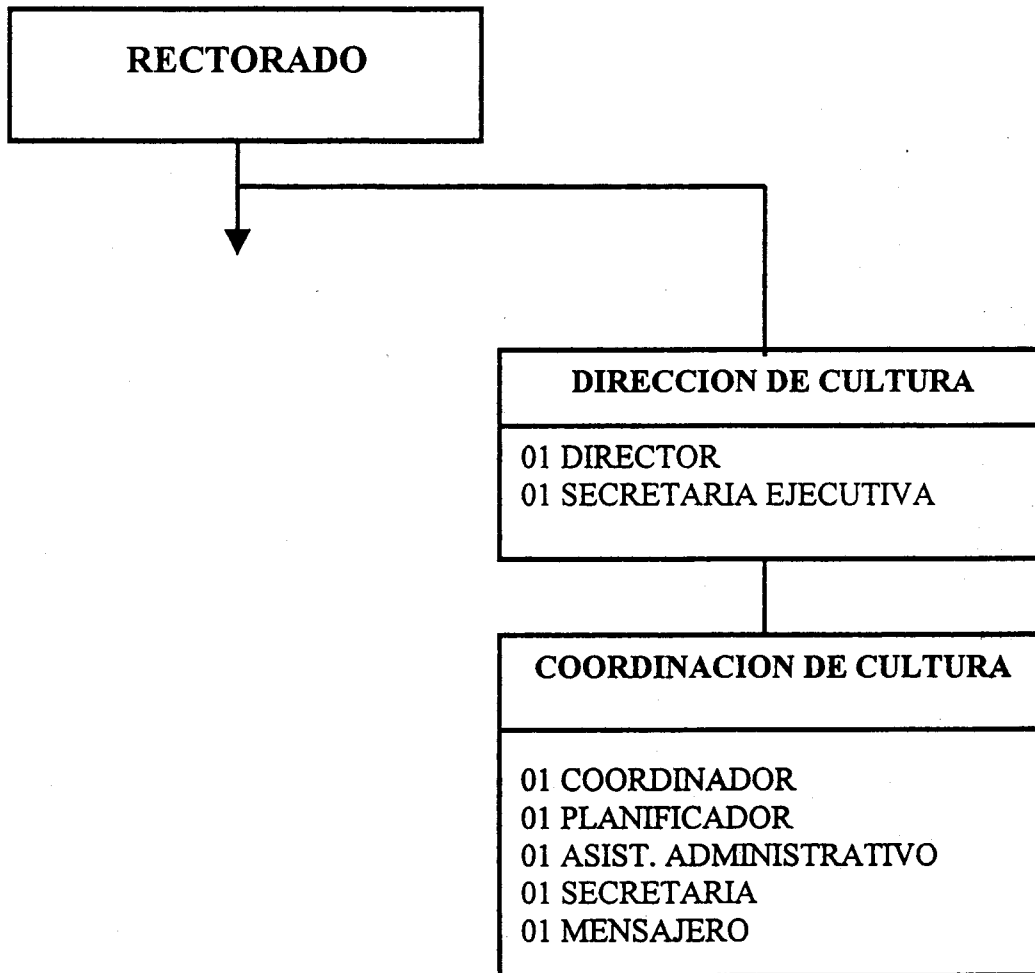 RECTORADO
DIRECCION DE CULTURA
01 DIRECTOR
01 SECRETARIA EJECUTIVA
COORDINACION DE CULTURA
01 COORDINADOR
01 PLANIFICADOR
01 ASIST. ADMINISTRATIVO
01 SECRETARIA
01 MENSAJERO